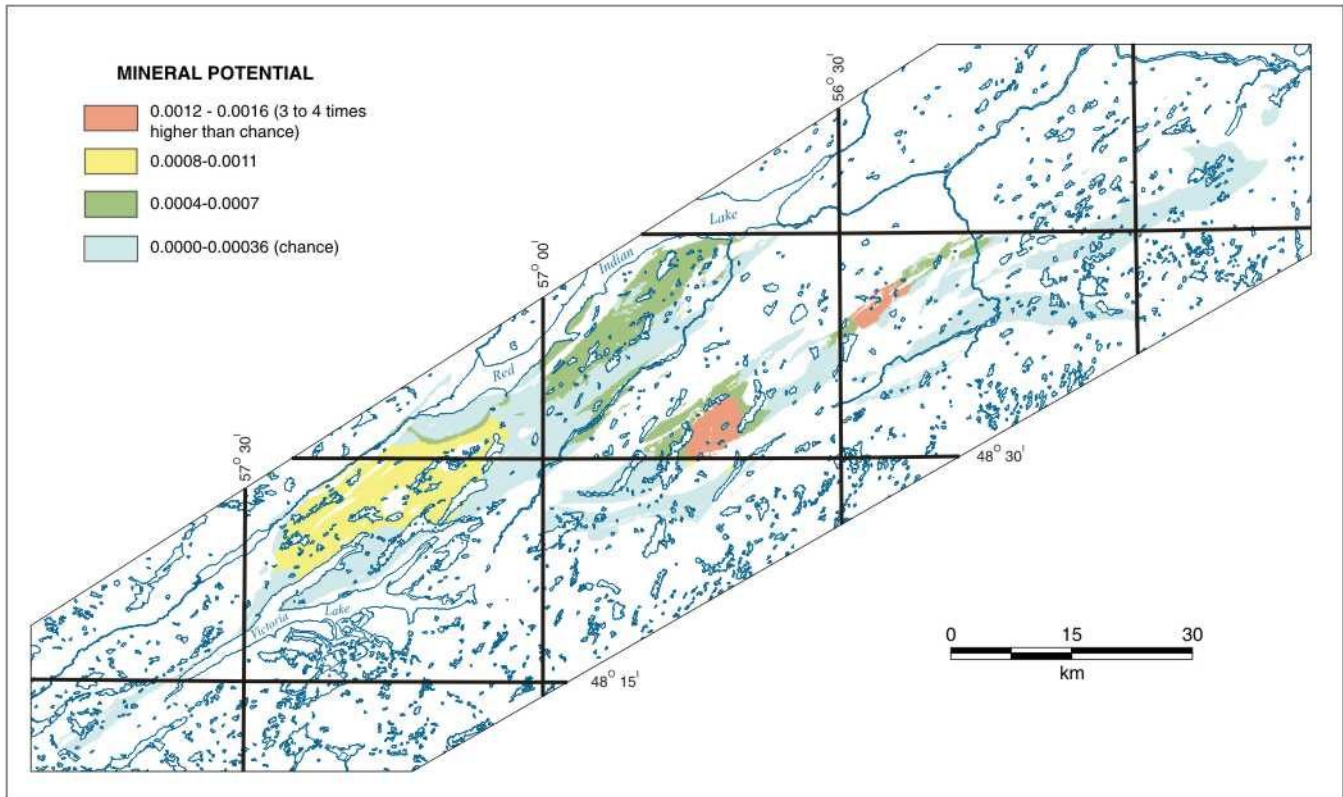 MINERAL POTENTIAL
0.0012 - 0.0016 (3 to 4 times
higher than chance)
0.0008-0.0011
0.0004-0.0007
0.0000-0.00036 (chance)
56° 30'
Lake
Indian
57° 00'
Red
57° 30'
48° 30'
Lake
Victoria
48° 15'
0 15 30
km